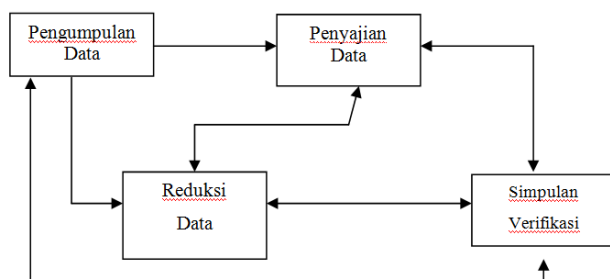 Pengumpulan
Data
Penyajian
Data
Reduksi
Data
Simpulan
Verifikasi